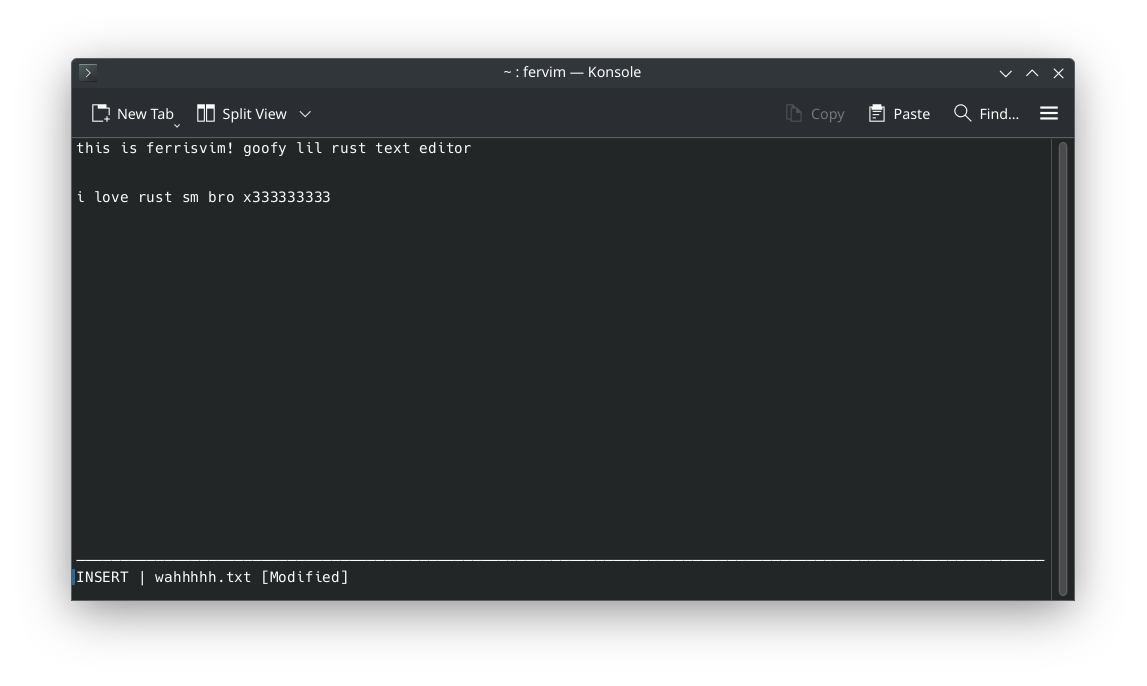 ~ : fervim — Konsole
New Tab Split View Copy Paste Find...
this is ferrisvim! goofy lil rust text editor
i love rust sm bro x333333333
INSERT | wahhhhh.txt [Modified]